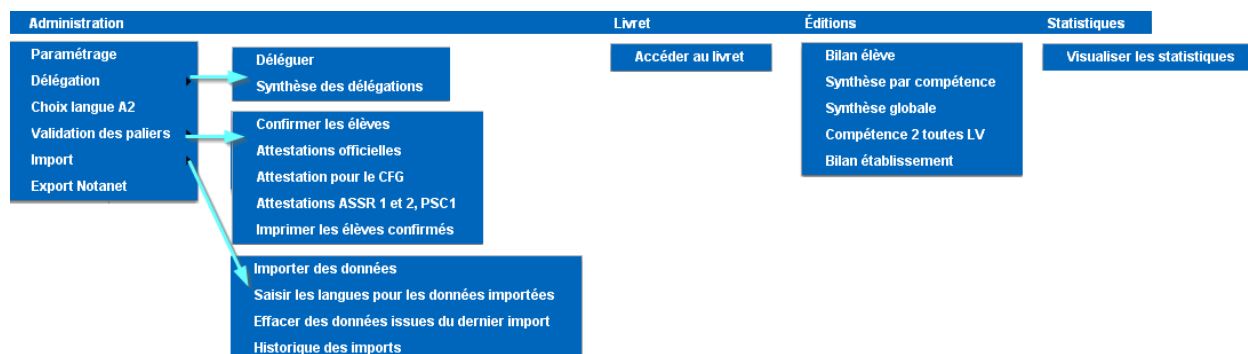 Administration Livret Éditions Statistiques
Paramétrage
Délégation
Choix langue A2
Validation des paliers
Import
Export Notanet
Déléguer
Synthèse des délégations
Confirmer les élèves
Attestations officielles
Attestation pour le CFG
Attestations ASSR 1 et 2, PSC1
Imprimer les élèves confirmés
Importer des données
Saisir les langues pour les données importées
Effacer des données issues du dernier import
Historique des imports
Accéder au livret
Bilan élève
Synthèse par compétence
Synthèse globale
Compétence 2 toutes LV
Bilan établissement
Visualiser les statistiques